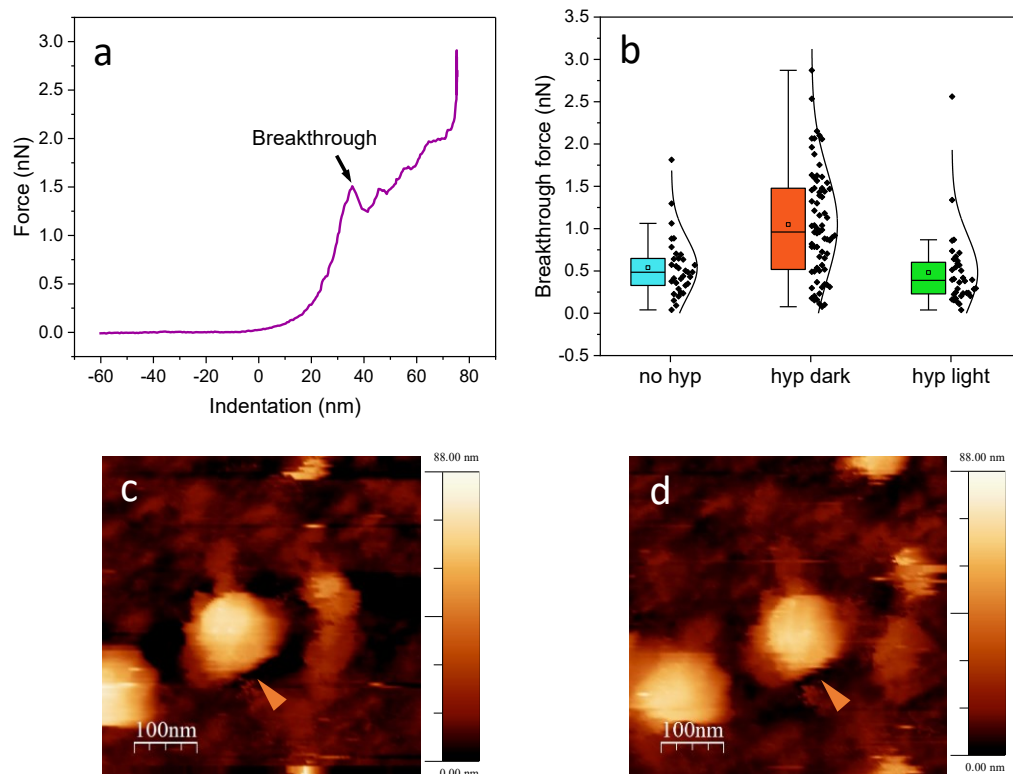 a
3.0
2.5
2.0
1.5
1.0
0.5
0.0
Force (nN)
Breakthrough
-60
-40
-20
0
20
40
60
80
Indentation (nm)
b
3.5
3.0
2.5
2.0
1.5
1.0
0.5
0.0
-0.5
Breakthrough force (nN)
no hyp
hyp dark
hyp light
c
88.00 nm
100nm
0.00 nm
d
88.00 nm
100nm
0.00 nm